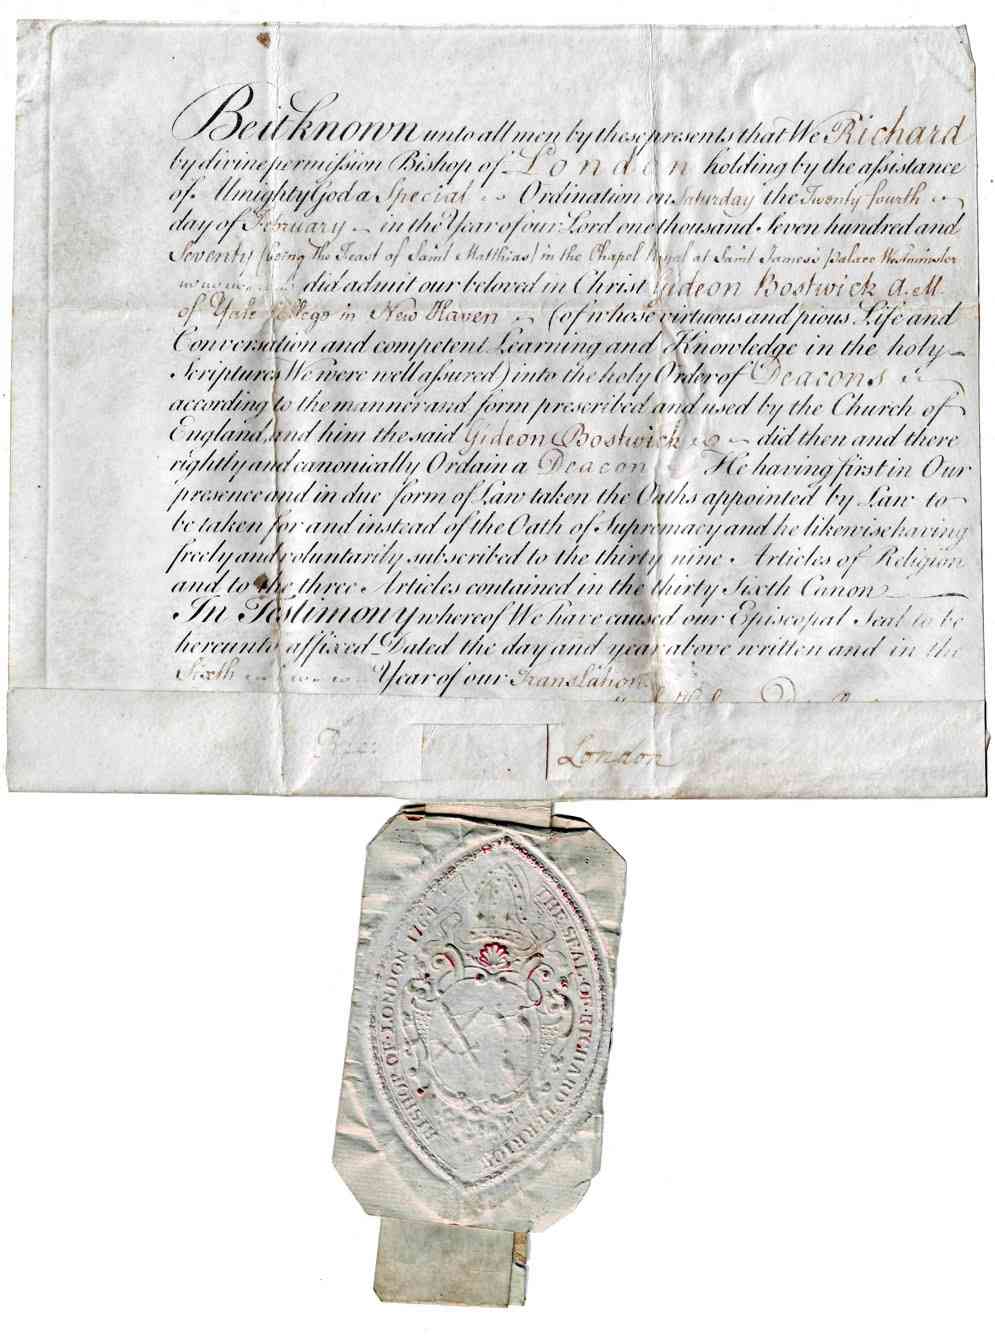 Be it known unto all men by these presents that We Richard
by divine permission Bishop of London holding by the assistance
of Almighty God a Special Ordination on Saturday the Twenty fourth
day of February in the Year of our Lord one thousand Seven hundred and
Seventy (being the Feast of Saint Matthias) in the Chapel Royal at Saint James's Palace Westminster
did admit our beloved in Christ Gideon Bostwick A.M.
of Yale College in New Haven (of whose virtuous and pious Life and
Conversation and competent Learning and Knowledge in the holy
Scriptures We were well assured) into the holy Order of Deacons
according to the manner and form prescribed and used by the Church of
England, and him the said Gideon Bostwick did then and there
rightly and canonically Ordain a Deacon He having first in Our
presence and in due form of Law taken the Oaths appointed by Law to
be taken for and instead of the Oath of Supremacy and he likewise having
freely and voluntarily subscribed to the thirty nine Articles of Religion
and to the three Articles contained in the thirty Sixth Canon
In Testimony whereof We have caused our Episcopal Seal to be
hereunto affixed Dated the day and year above written and in the
Sixth Year of our Translation
London
THE SEAL OF RICHARD TERRICK
BISHOP OF LONDON 1764